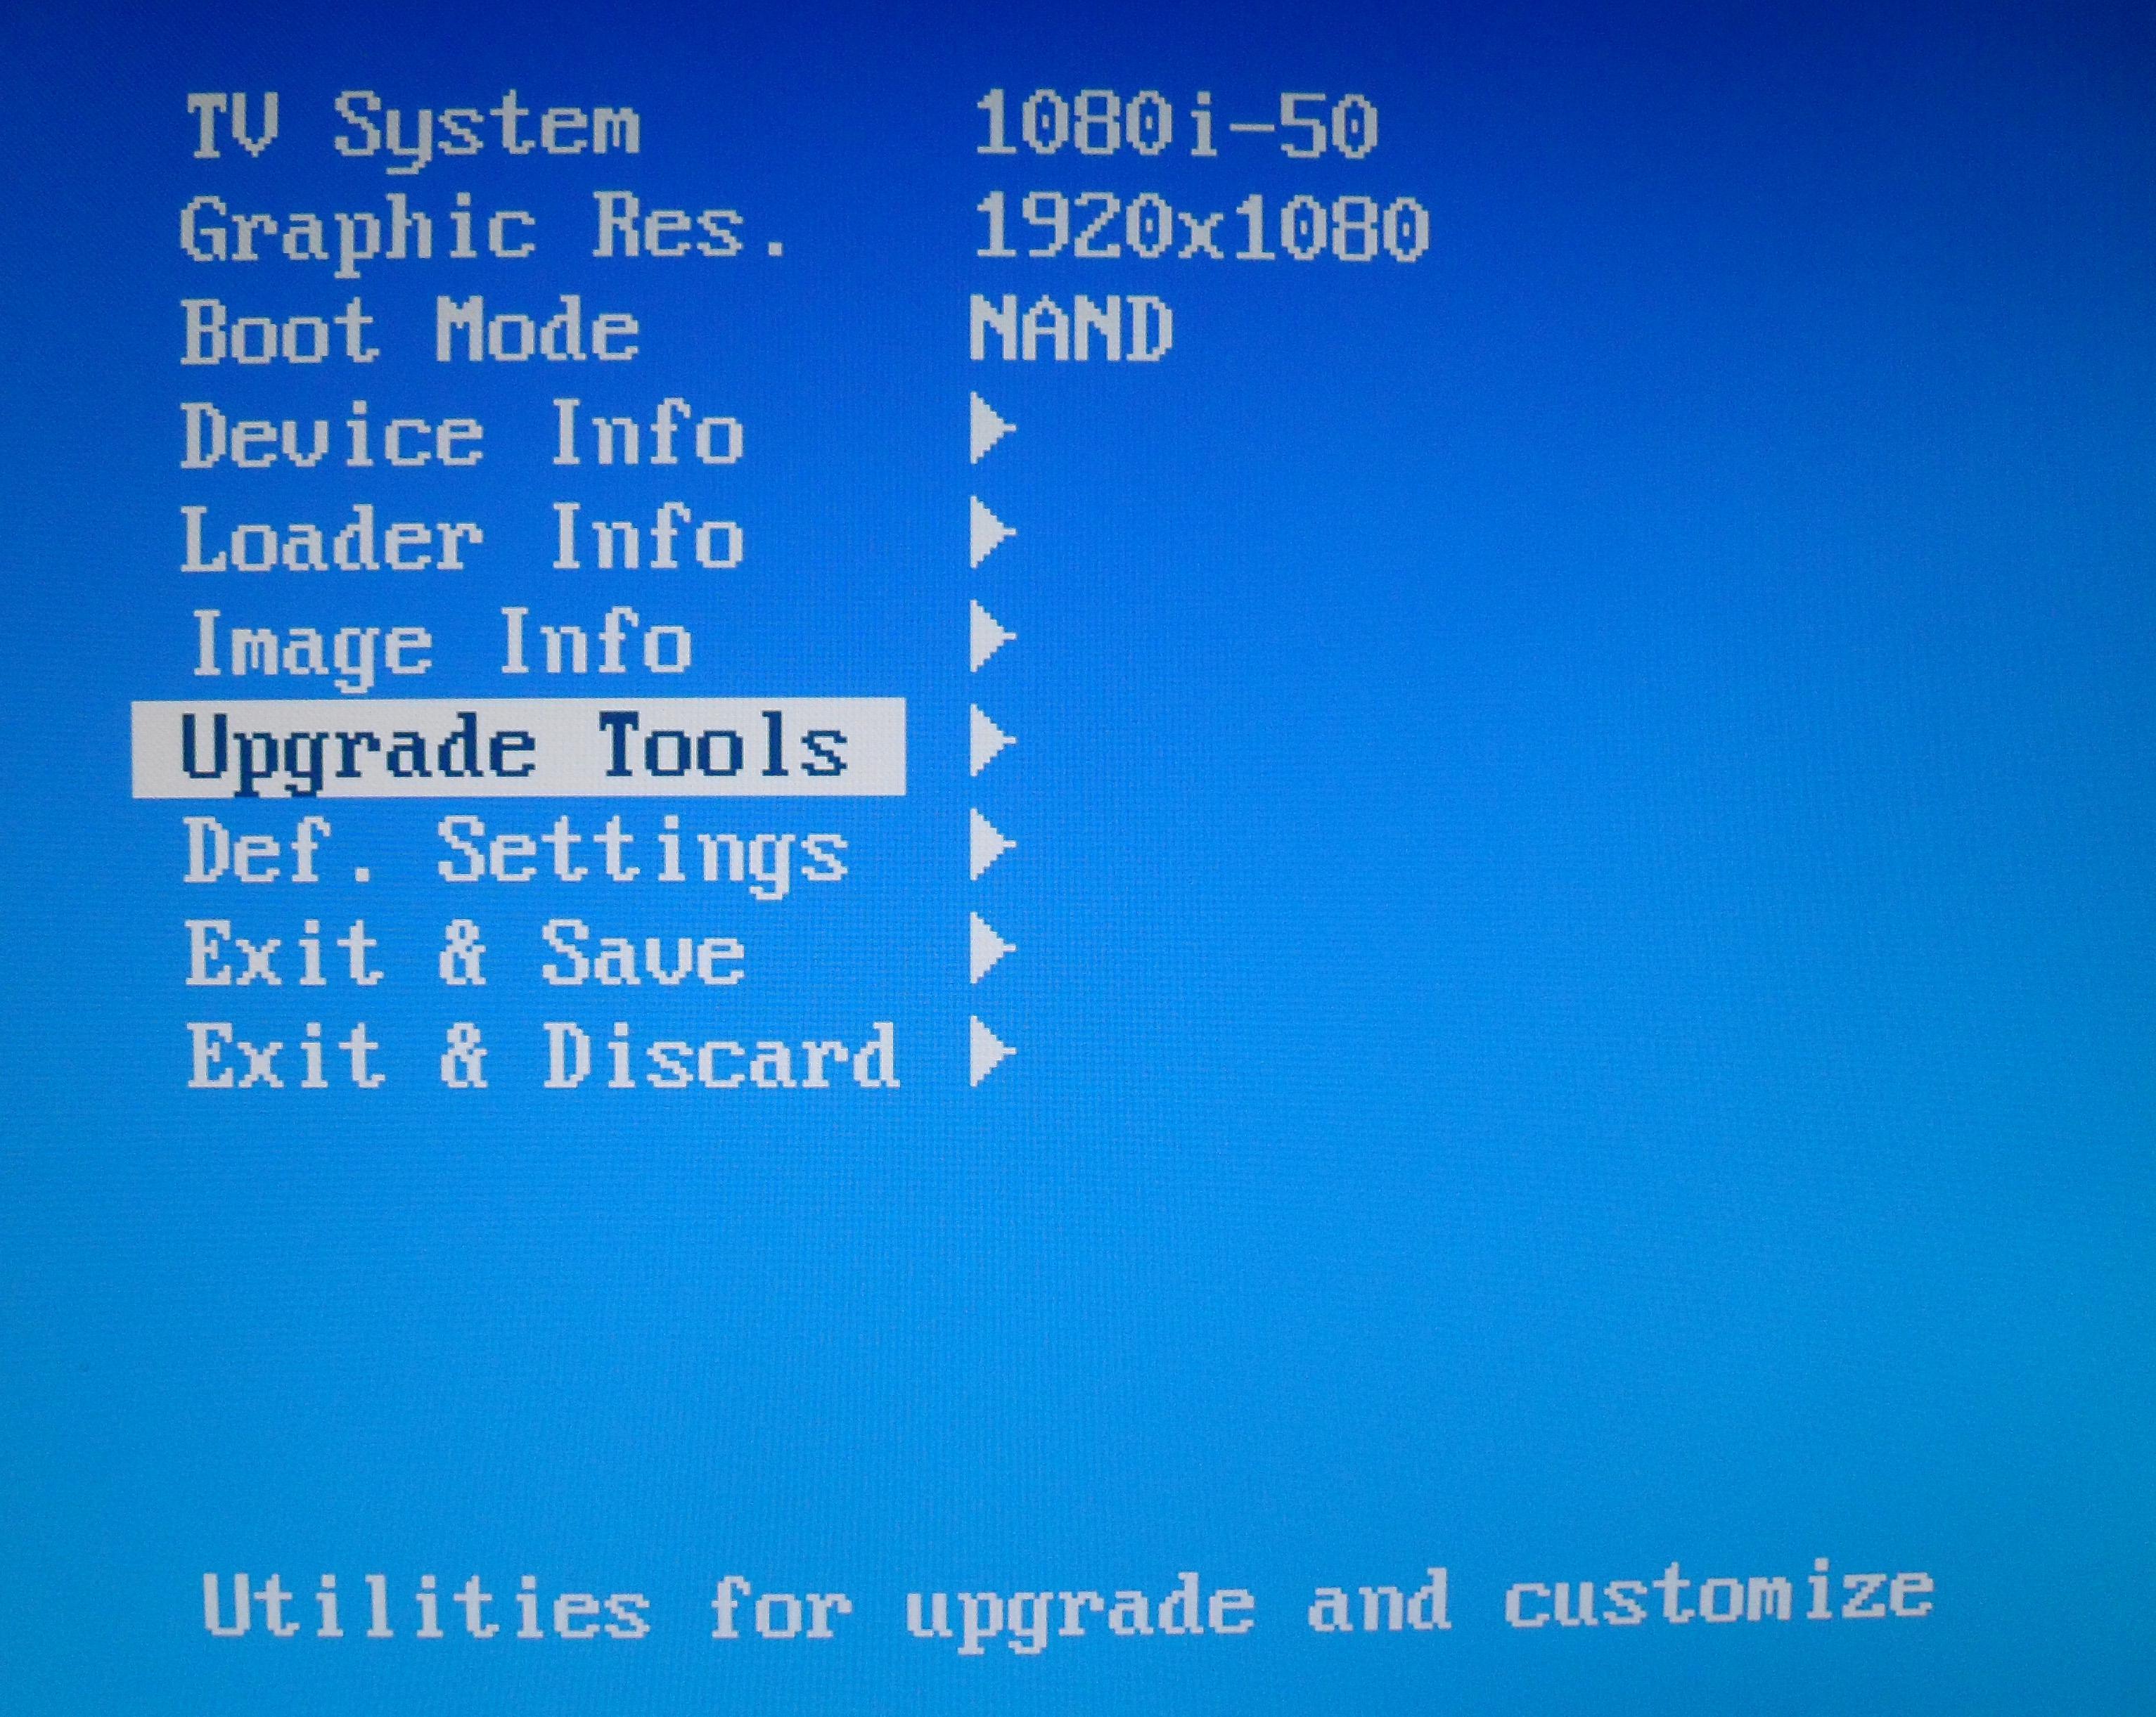 TV System 1080i-50
Graphic Res. 1920x1080
Boot Mode NAND
Device Info ▶
Loader Info ▶
Image Info ▶
Upgrade Tools ▶
Def. Settings ▶
Exit & Save ▶
Exit & Discard ▶
Utilities for upgrade and customize